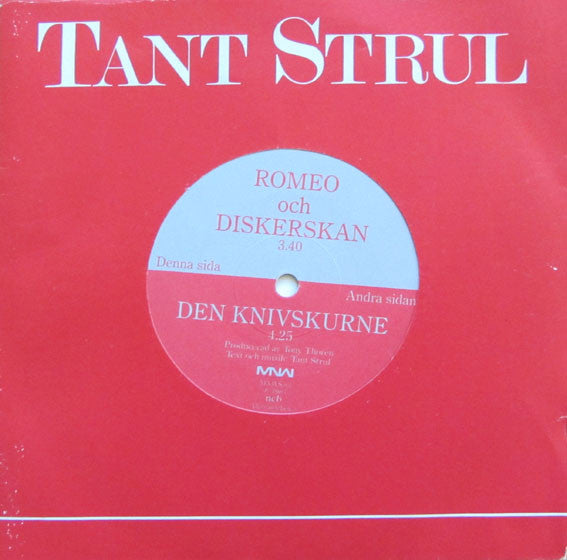 TANT STRUL
ROMEO
och
DISKERSKAN
3.40
Denna sida
Andra sidan
DEN KNIVSKURNE
4.25
Producerad av Tony Thorén
Text och musik: Tant Strul
MNW
ncb